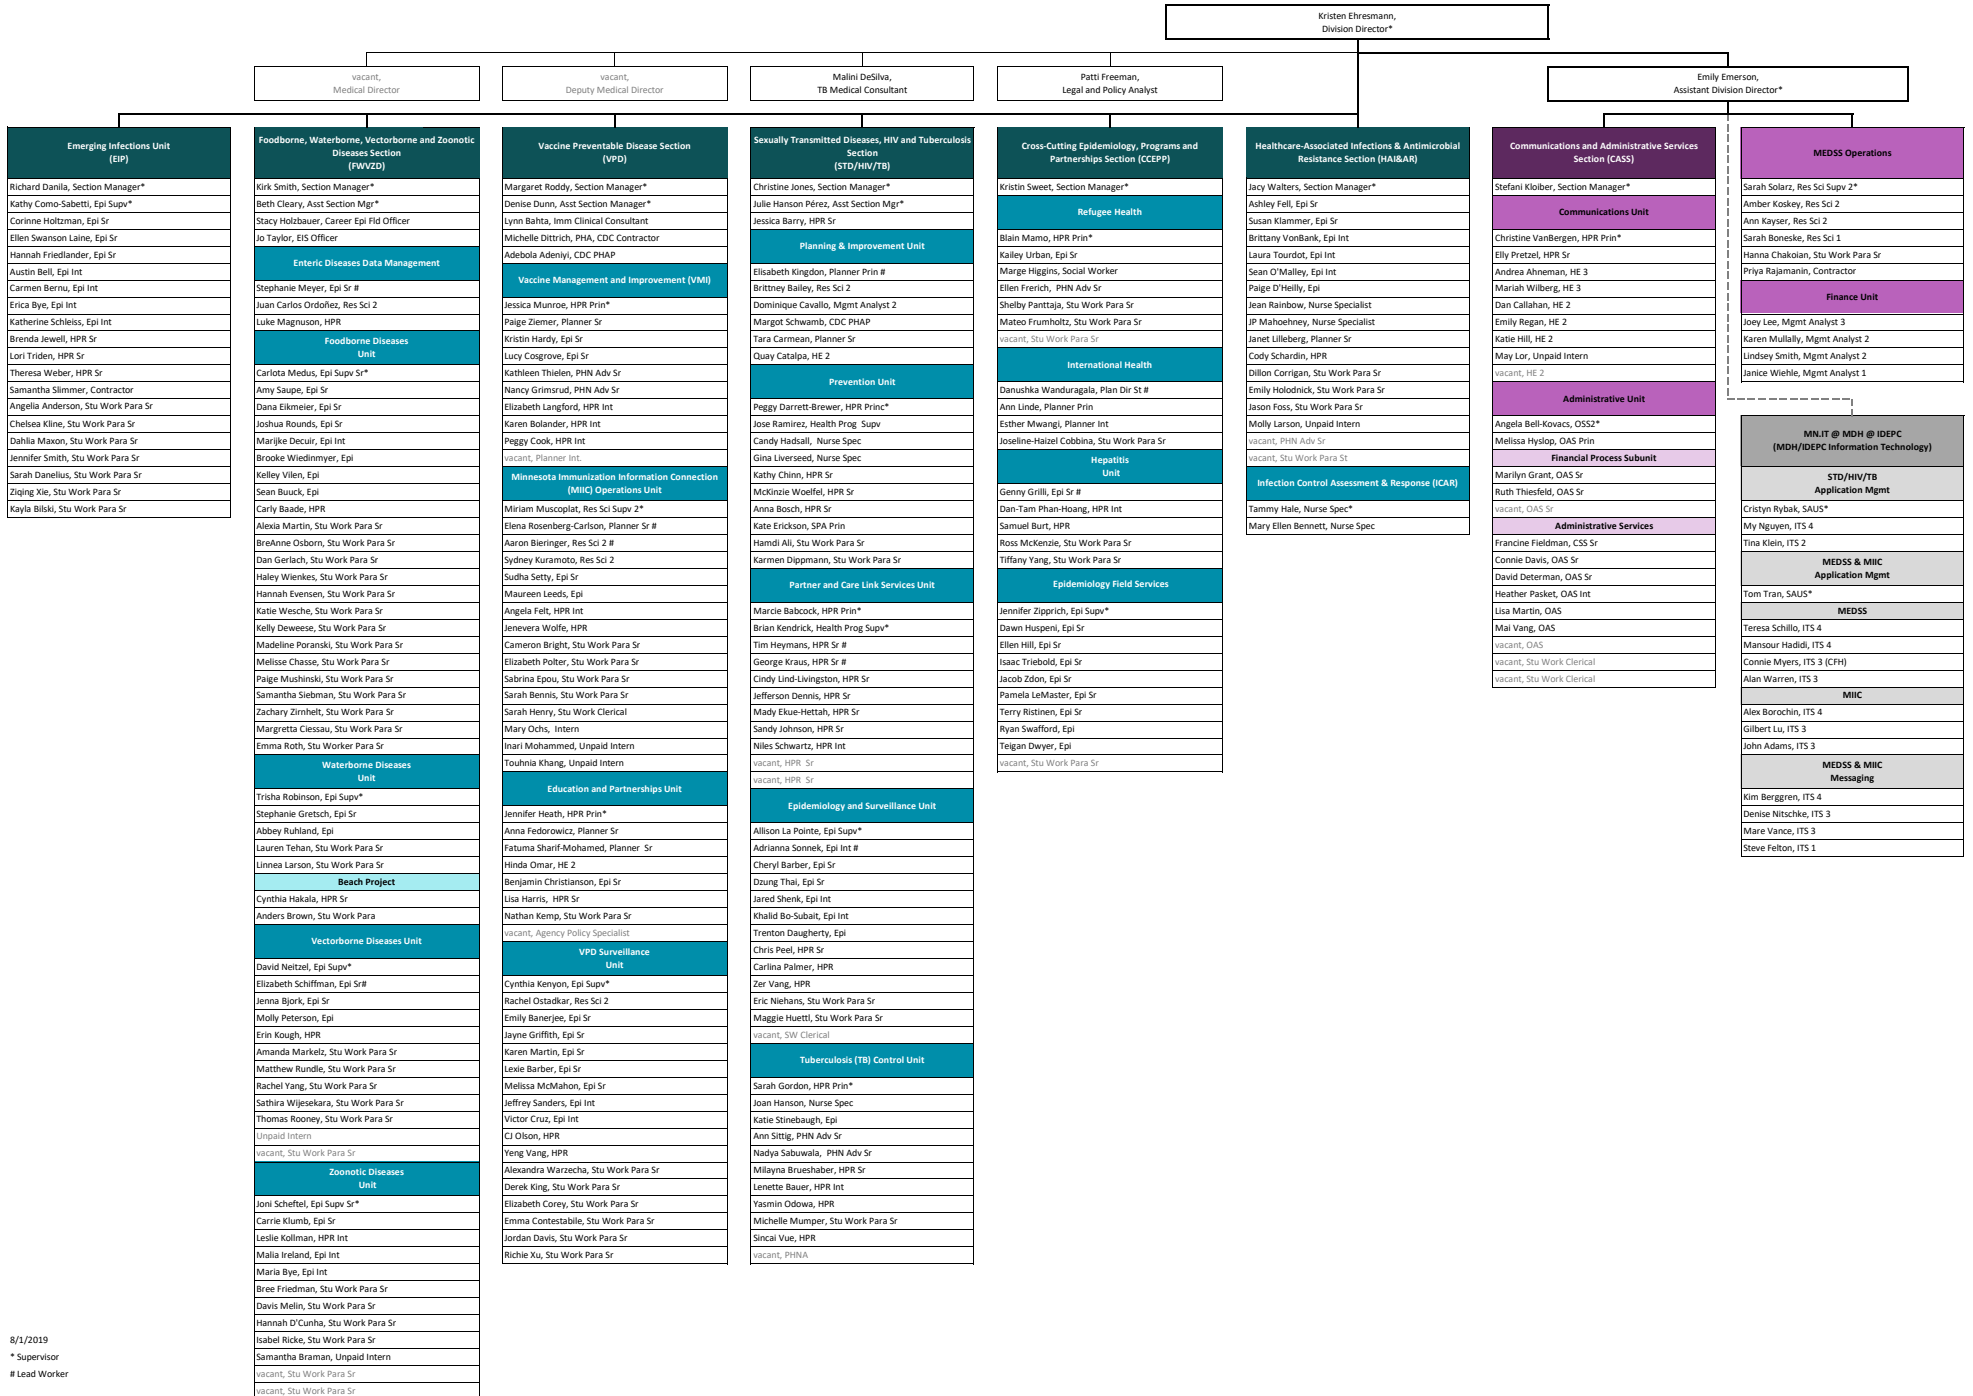 Kristen Ehresmann,
Division Director*
vacant,
Medical Director
vacant,
Deputy Medical Director
Malini DeSilva,
TB Medical Consultant
Patti Freeman,
Legal and Policy Analyst
Emily Emerson,
Assistant Division Director*
Emerging Infections Unit
(EIP)
Richard Danila, Section Manager*
Kathy Como-Sabetti, Epi Supv*
Corinne Holtzman, Epi Sr
Ellen Swanson Laine, Epi Sr
Hannah Friedlander, Epi Sr
Austin Bell, Epi Int
Carmen Bernu, Epi Int
Erica Bye, Epi Int
Katherine Schleiss, Epi Int
Brenda Jewell, HPR Sr
Lori Triden, HPR Sr
Theresa Weber, HPR Sr
Samantha Slimmer, Contractor
Angelia Anderson, Stu Work Para Sr
Chelsea Kline, Stu Work Para Sr
Dahlia Maxon, Stu Work Para Sr
Jennifer Smith, Stu Work Para Sr
Sarah Danelius, Stu Work Para Sr
Ziqing Xie, Stu Work Para Sr
Kayla Bilski, Stu Work Para Sr
Foodborne, Waterborne, Vectorborne and Zoonotic
Diseases Section
(FWVZD)
Kirk Smith, Section Manager*
Beth Cleary, Asst Section Mgr*
Stacy Holzbauer, Career Epi Fld Officer
Jo Taylor, EIS Officer
Enteric Diseases Data Management
Stephanie Meyer, Epi Sr #
Juan Carlos Ordoñez, Res Sci 2
Luke Magnuson, HPR
Foodborne Diseases
Unit
Carlota Medus, Epi Supv Sr*
Amy Saupe, Epi Sr
Dana Eikmeier, Epi Sr
Joshua Rounds, Epi Sr
Marijke Decuir, Epi Int
Brooke Wiedinmyer, Epi
Kelley Vilen, Epi
Sean Buuck, Epi
Carly Baade, HPR
Alexia Martin, Stu Work Para Sr
BreAnne Osborn, Stu Work Para Sr
Dan Gerlach, Stu Work Para Sr
Haley Wienkes, Stu Work Para Sr
Hannah Evensen, Stu Work Para Sr
Katie Wesche, Stu Work Para Sr
Kelly Deweese, Stu Work Para Sr
Madeline Poranski, Stu Work Para Sr
Melisse Chasse, Stu Work Para Sr
Paige Mushinski, Stu Work Para Sr
Samantha Siebman, Stu Work Para Sr
Zachary Zirnhelt, Stu Work Para Sr
Margretta Ciessau, Stu Work Para Sr
Emma Roth, Stu Worker Para Sr
Waterborne Diseases
Unit
Trisha Robinson, Epi Supv*
Stephanie Gretsch, Epi Sr
Abbey Ruhland, Epi
Lauren Tehan, Stu Work Para Sr
Linnea Larson, Stu Work Para Sr
Beach Project
Cynthia Hakala, HPR Sr
Anders Brown, Stu Work Para
Vectorborne Diseases Unit
David Neitzel, Epi Supv*
Elizabeth Schiffman, Epi Sr#
Jenna Bjork, Epi Sr
Molly Peterson, Epi
Erin Kough, HPR
Amanda Markelz, Stu Work Para Sr
Matthew Rundle, Stu Work Para Sr
Rachel Yang, Stu Work Para Sr
Sathira Wijesekara, Stu Work Para Sr
Thomas Rooney, Stu Work Para Sr
Unpaid Intern
vacant, Stu Work Para Sr
Zoonotic Diseases
Unit
Joni Scheftel, Epi Supv Sr*
Carrie Klumb, Epi Sr
Leslie Kollman, HPR Int
Malia Ireland, Epi Int
Maria Bye, Epi Int
Bree Friedman, Stu Work Para Sr
Davis Melin, Stu Work Para Sr
Hannah D'Cunha, Stu Work Para Sr
Isabel Ricke, Stu Work Para Sr
Samantha Braman, Unpaid Intern
vacant, Stu Work Para Sr
vacant, Stu Work Para Sr
Vaccine Preventable Disease Section
(VPD)
Margaret Roddy, Section Manager*
Denise Dunn, Asst Section Manager*
Lynn Bahta, Imm Clinical Consultant
Michelle Dittrich, PHA, CDC Contractor
Adebola Adeniyi, CDC PHAP
Vaccine Management and Improvement (VMI)
Jessica Munroe, HPR Prin*
Paige Ziemer, Planner Sr
Kristin Hardy, Epi Sr
Lucy Cosgrove, Epi Sr
Kathleen Thielen, PHN Adv Sr
Nancy Grimsrud, PHN Adv Sr
Elizabeth Langford, HPR Int
Karen Bolander, HPR Int
Peggy Cook, HPR Int
vacant, Planner Int.
Minnesota Immunization Information Connection
(MIIC) Operations Unit
Miriam Muscoplat, Res Sci Supv 2*
Elena Rosenberg-Carlson, Planner Sr #
Aaron Bieringer, Res Sci 2 #
Sydney Kuramoto, Res Sci 2
Sudha Setty, Epi Sr
Maureen Leeds, Epi
Angela Felt, HPR Int
Jenevera Wolfe, HPR
Cameron Bright, Stu Work Para Sr
Elizabeth Polter, Stu Work Para Sr
Sabrina Epou, Stu Work Para Sr
Sarah Bennis, Stu Work Para Sr
Sarah Henry, Stu Work Clerical
Mary Ochs, Intern
Inari Mohammed, Unpaid Intern
Touhnia Khang, Unpaid Intern
Education and Partnerships Unit
Jennifer Heath, HPR Prin*
Anna Fedorowicz, Planner Sr
Fatuma Sharif-Mohamed, Planner Sr
Hinda Omar, HE 2
Benjamin Christianson, Epi Sr
Lisa Harris, HPR Sr
Nathan Kemp, Stu Work Para Sr
vacant, Agency Policy Specialist
VPD Surveillance
Unit
Cynthia Kenyon, Epi Supv*
Rachel Ostadkar, Res Sci 2
Emily Banerjee, Epi Sr
Jayne Griffith, Epi Sr
Karen Martin, Epi Sr
Lexie Barber, Epi Sr
Melissa McMahon, Epi Sr
Jeffrey Sanders, Epi Int
Victor Cruz, Epi Int
CJ Olson, HPR
Yeng Vang, HPR
Alexandra Warzecha, Stu Work Para Sr
Derek King, Stu Work Para Sr
Elizabeth Corey, Stu Work Para Sr
Emma Contestabile, Stu Work Para Sr
Jordan Davis, Stu Work Para Sr
Richie Xu, Stu Work Para Sr
Sexually Transmitted Diseases, HIV and Tuberculosis
Section
(STD/HIV/TB)
Christine Jones, Section Manager*
Julie Hanson Pérez, Asst Section Mgr*
Jessica Barry, HPR Sr
Planning & Improvement Unit
Elisabeth Kingdon, Planner Prin #
Brittney Bailey, Res Sci 2
Dominique Cavallo, Mgmt Analyst 2
Margot Schwamb, CDC PHAP
Tara Carmean, Planner Sr
Quay Catalpa, HE 2
Prevention Unit
Peggy Darrett-Brewer, HPR Princ*
Jose Ramirez, Health Prog Supv
Candy Hadsall, Nurse Spec
Gina Liverseed, Nurse Spec
Kathy Chinn, HPR Sr
McKinzie Woelfel, HPR Sr
Anna Bosch, HPR Sr
Kate Erickson, SPA Prin
Hamdi Ali, Stu Work Para Sr
Karmen Dippmann, Stu Work Para Sr
Partner and Care Link Services Unit
Marcie Babcock, HPR Prin*
Brian Kendrick, Health Prog Supv*
Tim Heymans, HPR Sr #
George Kraus, HPR Sr #
Cindy Lind-Livingston, HPR Sr
Jefferson Dennis, HPR Sr
Mady Ekue-Hettah, HPR Sr
Sandy Johnson, HPR Sr
Niles Schwartz, HPR Int
vacant, HPR Sr
vacant, HPR Sr
Epidemiology and Surveillance Unit
Allison La Pointe, Epi Supv*
Adrianna Sonnek, Epi Int #
Cheryl Barber, Epi Sr
Dzung Thai, Epi Sr
Jared Shenk, Epi Int
Khalid Bo-Subait, Epi Int
Trenton Daugherty, Epi
Chris Peel, HPR Sr
Carlina Palmer, HPR
Zer Vang, HPR
Eric Niehans, Stu Work Para Sr
Maggie Huettl, Stu Work Para Sr
vacant, SW Clerical
Tuberculosis (TB) Control Unit
Sarah Gordon, HPR Prin*
Joan Hanson, Nurse Spec
Katie Stinebaugh, Epi
Ann Sittig, PHN Adv Sr
Nadya Sabuwala, PHN Adv Sr
Milayna Brueshaber, HPR Sr
Lenette Bauer, HPR Int
Yasmin Odowa, HPR
Michelle Mumper, Stu Work Para Sr
Sincai Vue, HPR
vacant, PHNA
Cross-Cutting Epidemiology, Programs and
Partnerships Section (CCEPP)
Kristin Sweet, Section Manager*
Refugee Health
Blain Mamo, HPR Prin*
Kailey Urban, Epi Sr
Marge Higgins, Social Worker
Ellen Frerich, PHN Adv Sr
Shelby Panttaja, Stu Work Para Sr
Mateo Frumholtz, Stu Work Para Sr
vacant, Stu Work Para Sr
International Health
Danushka Wanduragala, Plan Dir St #
Ann Linde, Planner Prin
Esther Mwangi, Planner Int
Joseline-Haizel Cobbina, Stu Work Para Sr
Hepatitis
Unit
Genny Grilli, Epi Sr #
Dan-Tam Phan-Hoang, HPR Int
Samuel Burt, HPR
Ross McKenzie, Stu Work Para Sr
Tiffany Yang, Stu Work Para Sr
Epidemiology Field Services
Jennifer Zipprich, Epi Supv*
Dawn Huspeni, Epi Sr
Ellen Hill, Epi Sr
Isaac Triebold, Epi Sr
Jacob Zdon, Epi Sr
Pamela LeMaster, Epi Sr
Terry Ristinen, Epi Sr
Ryan Swafford, Epi
Teigan Dwyer, Epi
vacant, Stu Work Para Sr
Healthcare-Associated Infections & Antimicrobial
Resistance Section (HAI&AR)
Jacy Walters, Section Manager*
Ashley Fell, Epi Sr
Susan Klammer, Epi Sr
Brittany VonBank, Epi Int
Laura Tourdot, Epi Int
Sean O'Malley, Epi Int
Paige D'Heilly, Epi
Jean Rainbow, Nurse Specialist
JP Mahoehney, Nurse Specialist
Janet Lilleberg, Planner Sr
Cody Schardin, HPR
Dillon Corrigan, Stu Work Para Sr
Emily Holodnick, Stu Work Para Sr
Jason Foss, Stu Work Para Sr
Molly Larson, Unpaid Intern
vacant, PHN Adv Sr
vacant, Stu Work Para St
Infection Control Assessment & Response (ICAR)
Tammy Hale, Nurse Spec*
Mary Ellen Bennett, Nurse Spec
Communications and Administrative Services
Section (CASS)
Stefani Kloiber, Section Manager*
Communications Unit
Christine VanBergen, HPR Prin*
Elly Pretzel, HPR Sr
Andrea Ahneman, HE 3
Mariah Wilberg, HE 3
Dan Callahan, HE 2
Emily Regan, HE 2
Katie Hill, HE 2
May Lor, Unpaid Intern
vacant, HE 2
Administrative Unit
Angela Bell-Kovacs, OSS2*
Melissa Hyslop, OAS Prin
Financial Process Subunit
Marilyn Grant, OAS Sr
Ruth Thiesfeld, OAS Sr
vacant, OAS Sr
Administrative Services
Francine Fieldman, CSS Sr
Connie Davis, OAS Sr
David Determan, OAS Sr
Heather Pasket, OAS Int
Lisa Martin, OAS
Mai Vang, OAS
vacant, OAS
vacant, Stu Work Clerical
vacant, Stu Work Clerical
MEDSS Operations
Sarah Solarz, Res Sci Supv 2*
Amber Koskey, Res Sci 2
Ann Kayser, Res Sci 2
Sarah Boneske, Res Sci 1
Hanna Chakoian, Stu Work Para Sr
Priya Rajamanin, Contractor
Finance Unit
Joey Lee, Mgmt Analyst 3
Karen Mullally, Mgmt Analyst 2
Lindsey Smith, Mgmt Analyst 2
Janice Wiehle, Mgmt Analyst 1
MN.IT @ MDH @ IDEPC
(MDH/IDEPC Information Technology)
STD/HIV/TB
Application Mgmt
Cristyn Rybak, SAUS*
My Nguyen, ITS 4
Tina Klein, ITS 2
MEDSS & MIIC
Application Mgmt
Tom Tran, SAUS*
MEDSS
Teresa Schillo, ITS 4
Mansour Hadidi, ITS 4
Connie Myers, ITS 3 (CFH)
Alan Warren, ITS 3
MIIC
Alex Borochin, ITS 4
Gilbert Lu, ITS 3
John Adams, ITS 3
MEDSS & MIIC
Messaging
Kim Berggren, ITS 4
Denise Nitschke, ITS 3
Mare Vance, ITS 3
Steve Felton, ITS 1
8/1/2019
* Supervisor
# Lead Worker